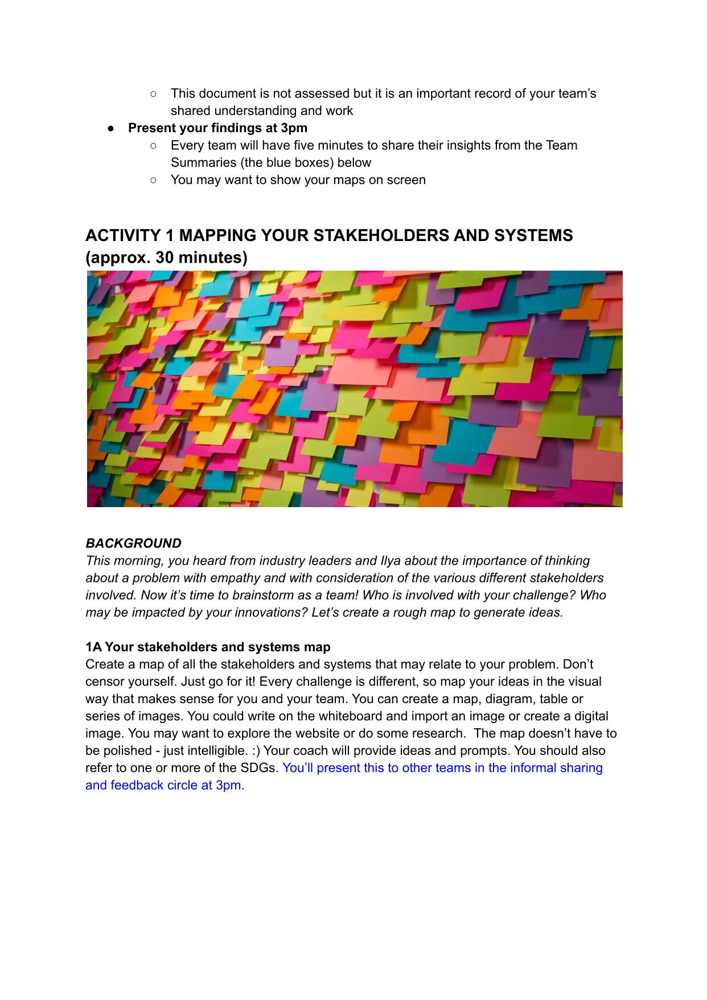 ○ This document is not assessed but it is an important record of your team’s
shared understanding and work
● Present your findings at 3pm
○ Every team will have five minutes to share their insights from the Team
Summaries (the blue boxes) below
○ You may want to show your maps on screen
ACTIVITY 1 MAPPING YOUR STAKEHOLDERS AND SYSTEMS
(approx. 30 minutes)
BACKGROUND
This morning, you heard from industry leaders and Ilya about the importance of thinking
about a problem with empathy and with consideration of the various different stakeholders
involved. Now it’s time to brainstorm as a team! Who is involved with your challenge? Who
may be impacted by your innovations? Let’s create a rough map to generate ideas.
1A Your stakeholders and systems map
Create a map of all the stakeholders and systems that may relate to your problem. Don’t
censor yourself. Just go for it! Every challenge is different, so map your ideas in the visual
way that makes sense for you and your team. You can create a map, diagram, table or
series of images. You could write on the whiteboard and import an image or create a digital
image. You may want to explore the website or do some research.  The map doesn’t have to
be polished - just intelligible. :) Your coach will provide ideas and prompts. You should also
refer to one or more of the SDGs. You’ll present this to other teams in the informal sharing
and feedback circle at 3pm.